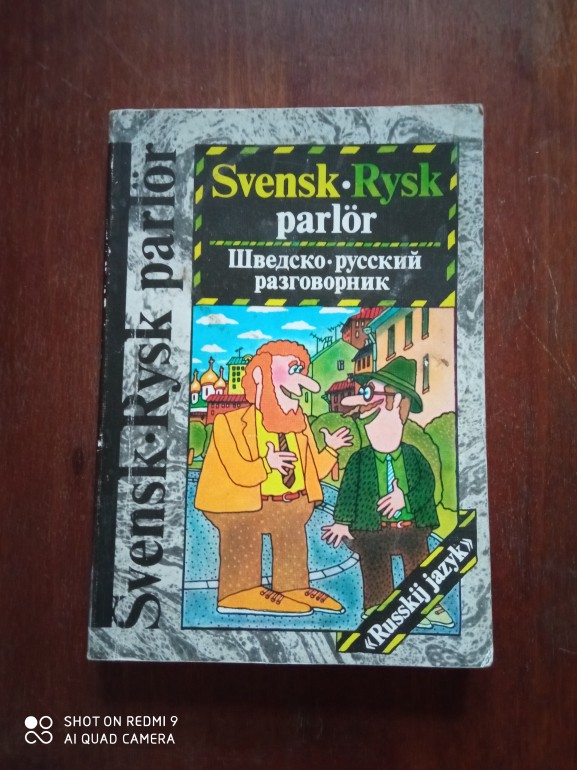 Svensk·Rysk parlör
Svensk·Rysk
parlör
Шведско·русский
разговорник
«Russkij jazyk»
SHOT ON REDMI 9
AI QUAD CAMERA